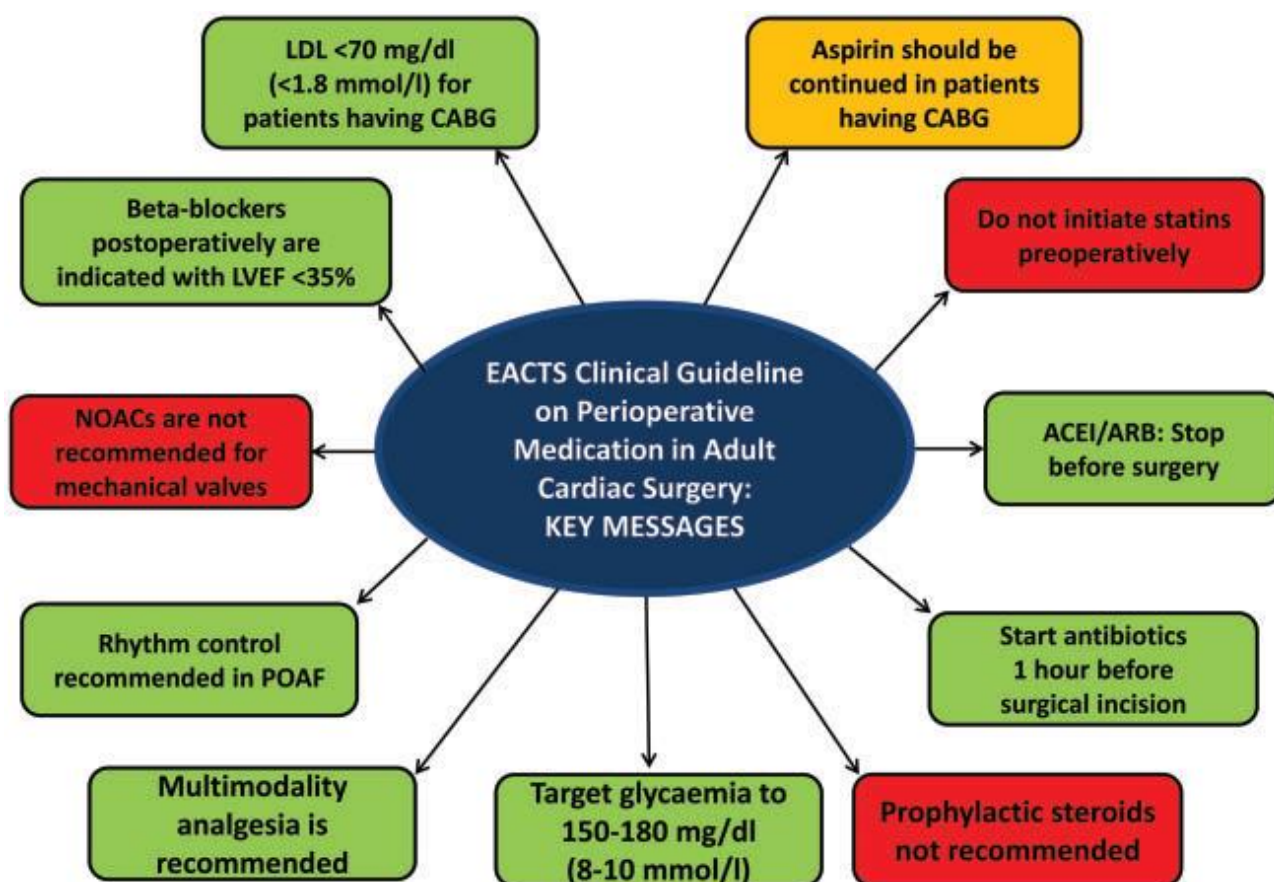 LDL <70 mg/dl
(<1.8 mmol/l) for
patients having CABG
Aspirin should be
continued in patients
having CABG
Beta-blockers
postoperatively are
indicated with LVEF <35%
Do not initiate statins
preoperatively
EACTS Clinical Guideline
on Perioperative
Medication in Adult
Cardiac Surgery:
KEY MESSAGES
NOACs are not
recommended for
mechanical valves
ACEI/ARB: Stop
before surgery
Rhythm control
recommended in POAF
Start antibiotics
1 hour before
surgical incision
Multimodality
analgesia is
recommended
Target glycaemia to
150-180 mg/dl
(8-10 mmol/l)
Prophylactic steroids
not recommended